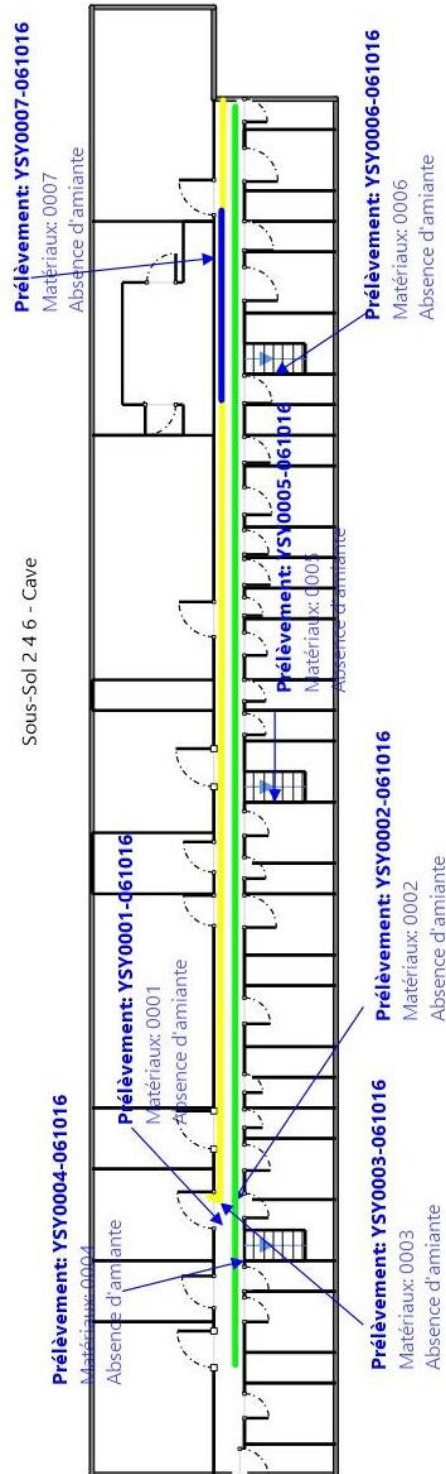 Sous-Sol 2 4 6 - Cave
Prélèvement: YSY0004-061016
Matériaux: 0004
Absence d'amiante
Prélèvement: YSY0001-061016
Matériaux: 0001
Absence d'amiante
Prélèvement: YSY0007-061016
Matériaux: 0007
Absence d'amiante
Prélèvement: YSY0003-061016
Matériaux: 0003
Absence d'amiante
Prélèvement: YSY0002-061016
Matériaux: 0002
Absence d'amiante
Prélèvement: YSY0005-061016
Matériaux: 0005
Absence d'amiante
Prélèvement: YSY0006-061016
Matériaux: 0006
Absence d'amiante